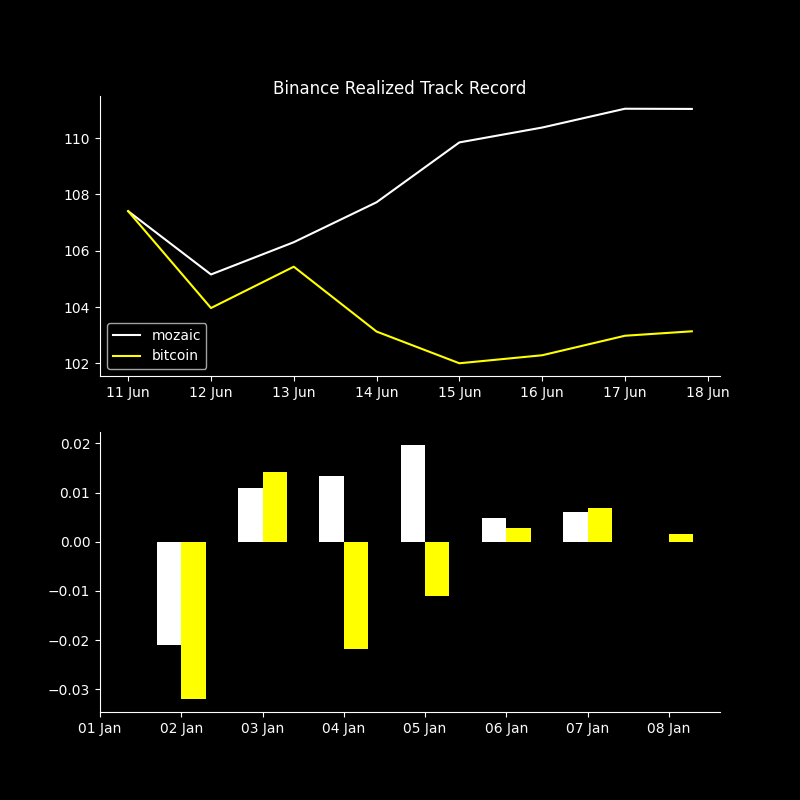 Binance Realized Track Record
110
108
106
104
102
mozaic
bitcoin
11 Jun 12 Jun 13 Jun 14 Jun 15 Jun 16 Jun 17 Jun 18 Jun
0.02
0.01
0.00
−0.01
−0.02
−0.03
01 Jan 02 Jan 03 Jan 04 Jan 05 Jan 06 Jan 07 Jan 08 Jan